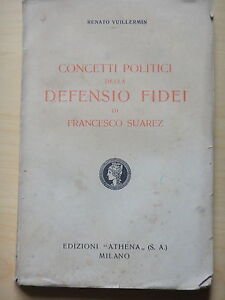 RENATO VUILLERMIN
CONCETTI POLITICI
DELLA
DEFENSIO FIDEI
DI
FRANCESCO SUAREZ
EDIZIONI "ATHENA„ (S. A.)
MILANO